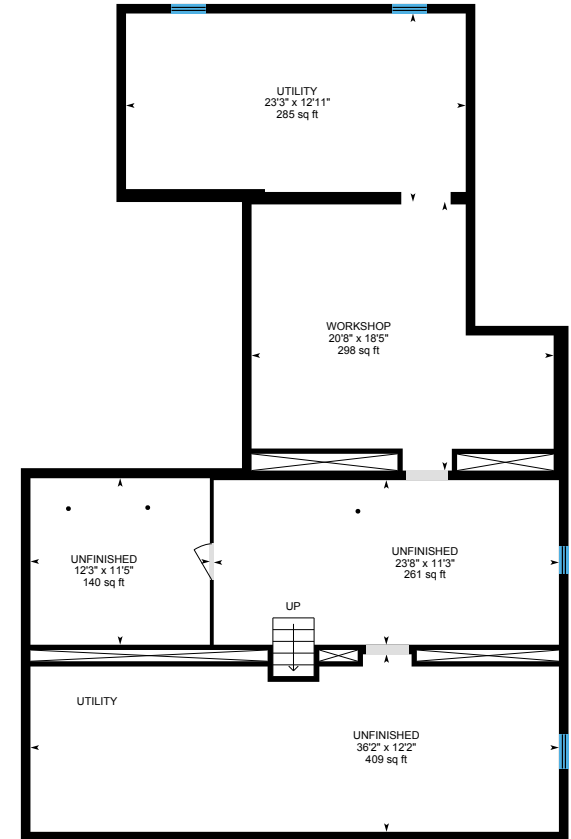 UTILITY
23'3" x 12'11"
285 sq ft
WORKSHOP
20'8" x 18'5"
298 sq ft
UNFINISHED
12'3" x 11'5"
140 sq ft
UNFINISHED
23'8" x 11'3"
261 sq ft
UP
UTILITY
UNFINISHED
36'2" x 12'2"
409 sq ft